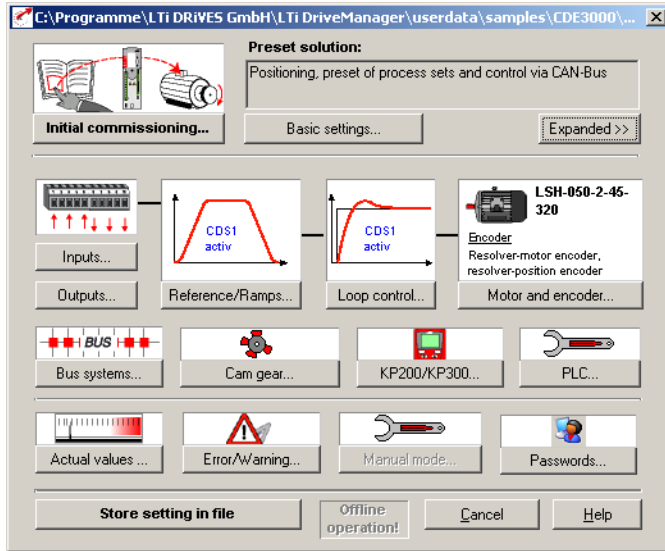 C:\Programme\LTi DRiVES GmbH\LTi DriveManager\userdata\samples\CDE3000\...
Preset solution:
Positioning, preset of process sets and control via CAN-Bus
Initial commissioning...
Basic settings...
Expanded >>
LSH-050-2-45-
320
CDS1
activ
CDS1
activ
Encoder
Resolver-motor encoder,
resolver-position encoder
Inputs...
Outputs...
Reference/Ramps...
Loop control...
Motor and encoder...
BUS
Bus systems...
Cam gear...
KP200/KP300...
PLC...
Actual values ...
Error/Warning...
Manual mode...
Passwords...
Store setting in file
Offline
operation!
Cancel
Help